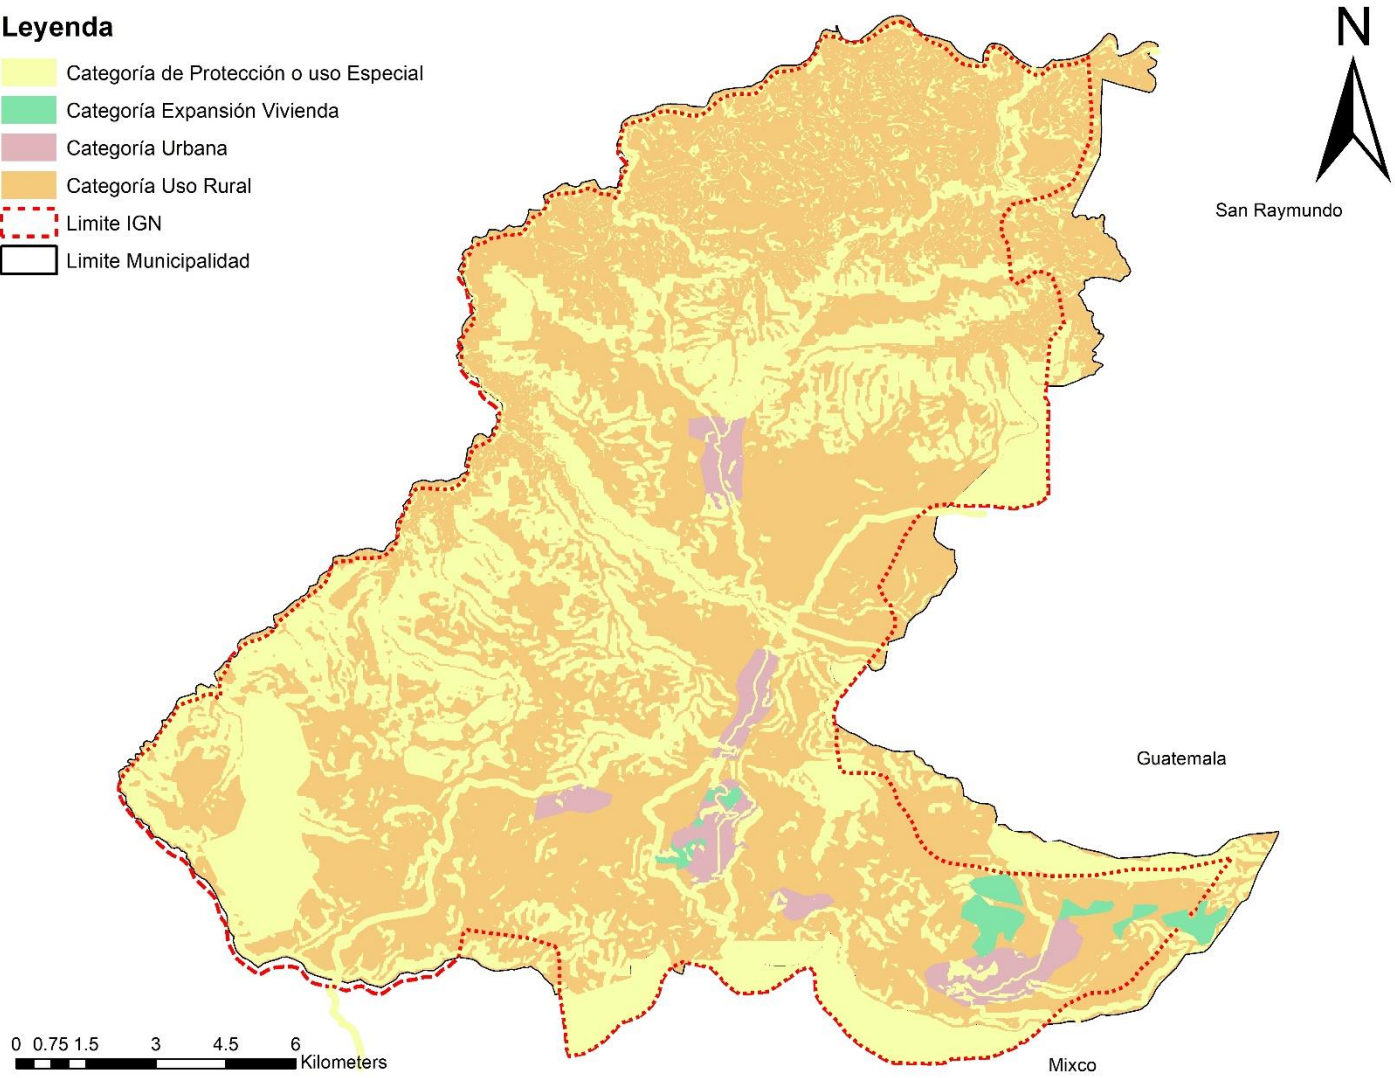 Leyenda
Categoría de Protección o uso Especial
Categoría Expansión Vivienda
Categoría Urbana
Categoría Uso Rural
Limite IGN
Limite Municipalidad
N
San Raymundo
Guatemala
Mixco
0 0.75 1.5 3 4.5 6
Kilometers